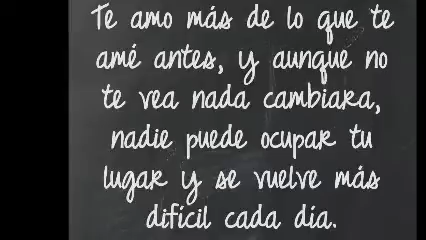 Te amo más de lo que te
amé antes, y aunque no
te vea nada cambiara,
nadie puede ocupar tu
lugar y se vuelve más
difícil cada día.